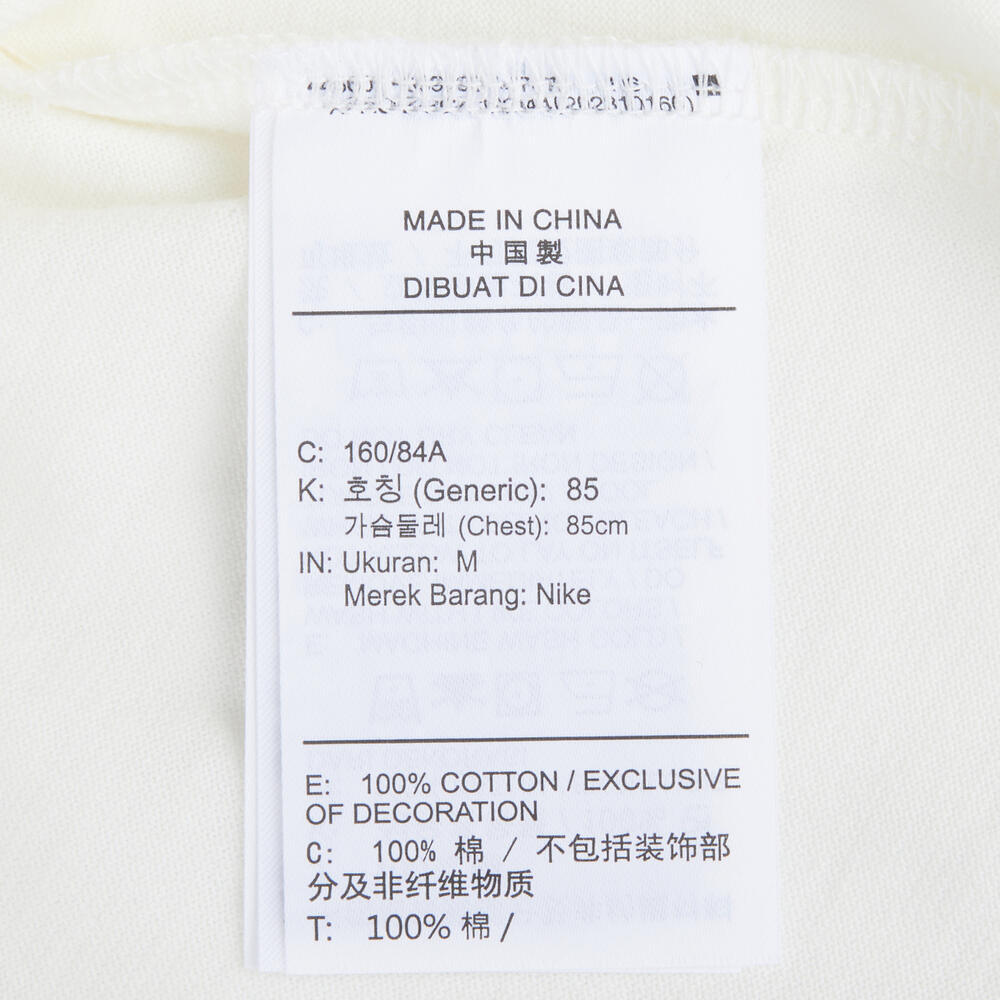 MADE IN CHINA
中国製
DIBUAT DI CINA
C: 160/84A
K: 호칭 (Generic): 85
가슴둘레 (Chest): 85cm
IN: Ukuran: M
Merek Barang: Nike
E: 100% COTTON / EXCLUSIVE
OF DECORATION
C: 100% 棉 / 不包括装饰部
分及非纤维物质
T: 100% 棉 /